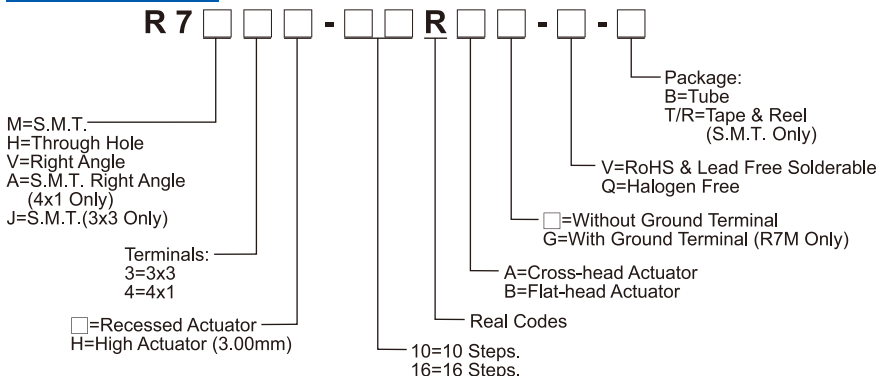 R 7 □ □ □ - □ □ R □ □ - □ - □
Package:
B=Tube
T/R=Tape & Reel
(S.M.T. Only)
M=S.M.T.
H=Through Hole
V=Right Angle
A=S.M.T. Right Angle
(4x1 Only)
J=S.M.T.(3x3 Only)
V=RoHS & Lead Free Solderable
Q=Halogen Free
□=Without Ground Terminal
G=With Ground Terminal (R7M Only)
Terminals:
3=3x3
4=4x1
A=Cross-head Actuator
B=Flat-head Actuator
□=Recessed Actuator
H=High Actuator (3.00mm)
Real Codes
10=10 Steps.
16=16 Steps.